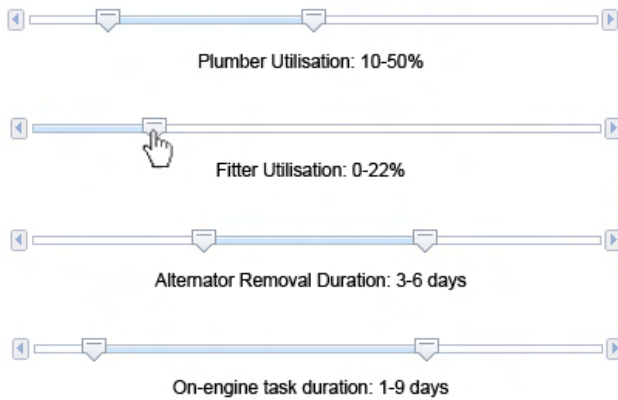 Plumber Utilisation: 10-50%
Fitter Utilisation: 0-22%
Alternator Removal Duration: 3-6 days
On-engine task duration: 1-9 days